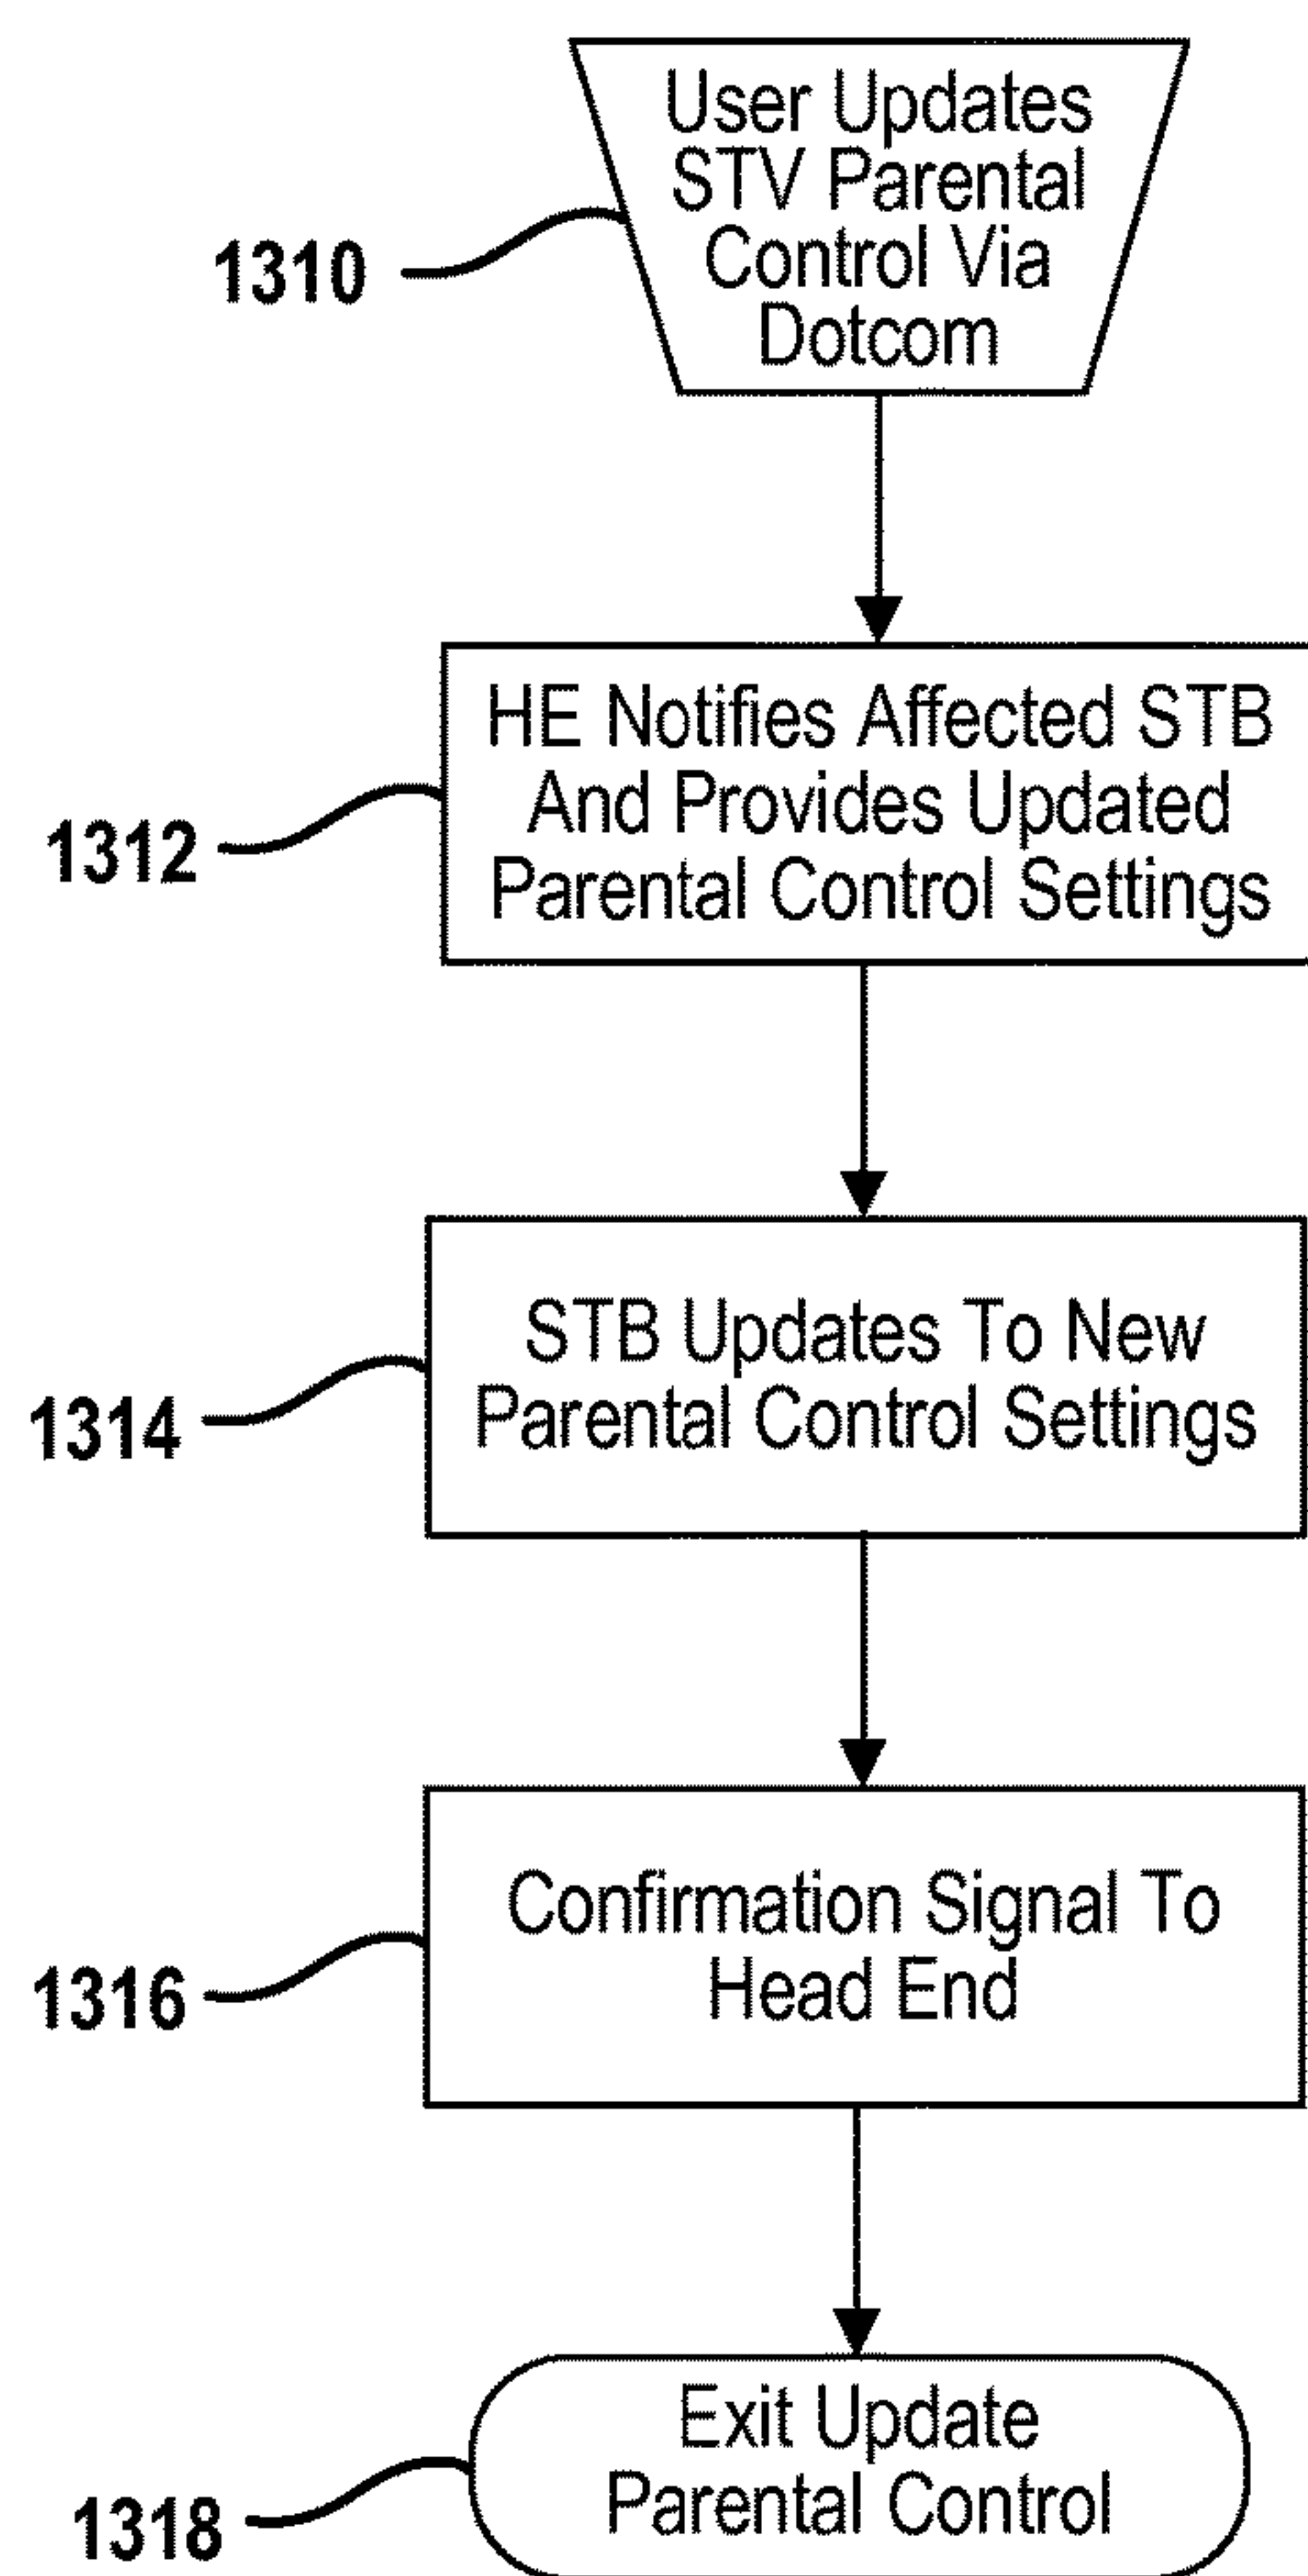 User Updates
STV Parental
Control Via
Dotcom
1310
HE Notifies Affected STB
And Provides Updated
Parental Control Settings
1312
STB Updates To New
Parental Control Settings
1314
Confirmation Signal To
Head End
1316
Exit Update
Parental Control
1318